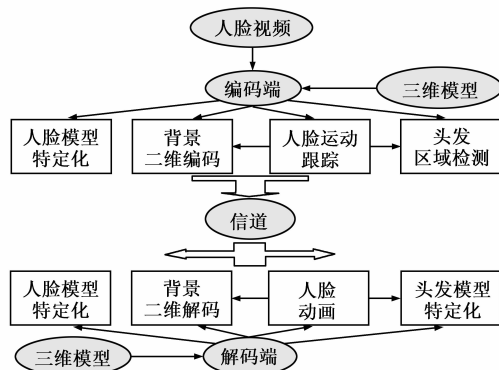 人脸视频
编码端
三维模型
人脸模型
特定化
背景
二维编码
人脸运动
跟踪
头发
区域检测
信道
人脸模型
特定化
背景
二维解码
人脸
动画
头发模型
特定化
三维模型
解码端